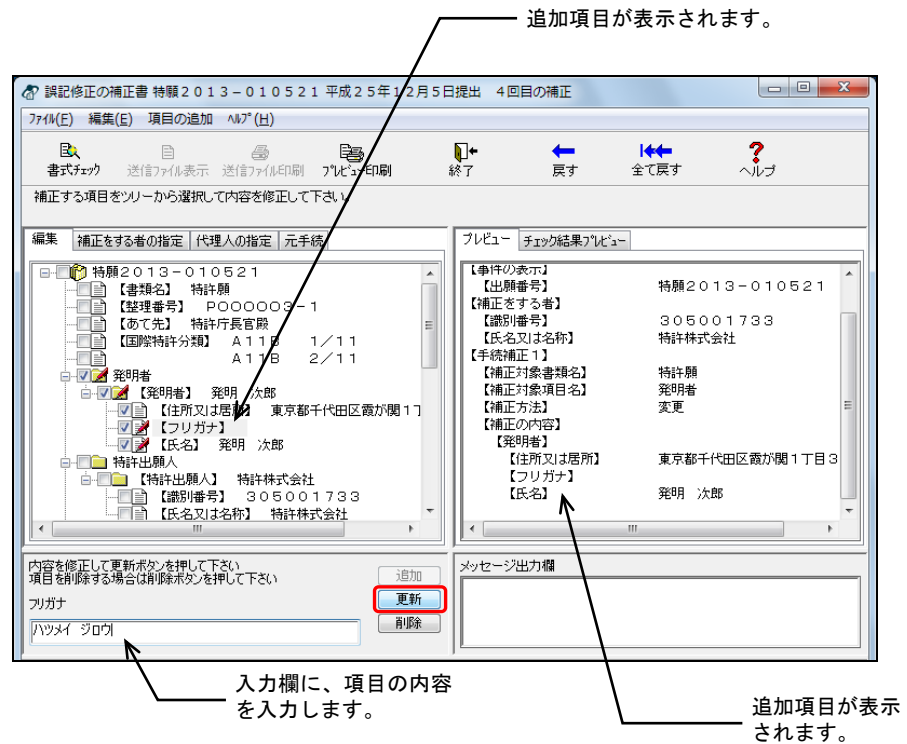 追加項目が表示されます。
誤記修正の補正書 特願２０１３－０１０５２１ 平成２５年１２月５日提出 ４回目の補正
ﾌｧｲﾙ(F) 編集(E) 項目の追加 ﾍﾙﾌﾟ(H)
書式ﾁｪｯｸ 送信ﾌｧｲﾙ表示 送信ﾌｧｲﾙ印刷 ﾌﾟﾚﾋﾞｭｰ印刷 終了 戻す 全て戻す ヘルプ
補正する項目をツリーから選択して内容を修正して下さい。
編集 補正をする者の指定 代理人の指定 元手続
特願２０１３－０１０５２１
【書類名】 特許願
【整理番号】 Ｐ０００００３－１
【あて先】 特許庁長官殿
【国際特許分類】 Ａ１１Ｂ １／１１
Ａ１１Ｂ ２／１１
発明者
【発明者】 発明 次郎
【住所又は居所】 東京都千代田区霞が関１丁
【フリガナ】
【氏名】 発明 次郎
特許出願人
【特許出願人】 特許株式会社
【識別番号】 ３０５００１７３３
【氏名又は名称】 特許株式会社
プレビュー チェック結果ﾌﾟﾚﾋﾞｭｰ
【事件の表示】
【出願番号】 特願２０１３－０１０５２１
【補正をする者】
【識別番号】 ３０５００１７３３
【氏名又は名称】 特許株式会社
【手続補正１】
【補正対象書類名】 特許願
【補正対象項目名】 発明者
【補正方法】 変更
【補正の内容】
【発明者】
【住所又は居所】 東京都千代田区霞が関１丁目３
【フリガナ】
【氏名】 発明 次郎
内容を修正して更新ボタンを押して下さい
項目を削除する場合は削除ボタンを押して下さい
フリガナ
ハツメイ ジロウ
追加
更新
削除
メッセージ出力欄
入力欄に、項目の内容
を入力します。
追加項目が表示
されます。